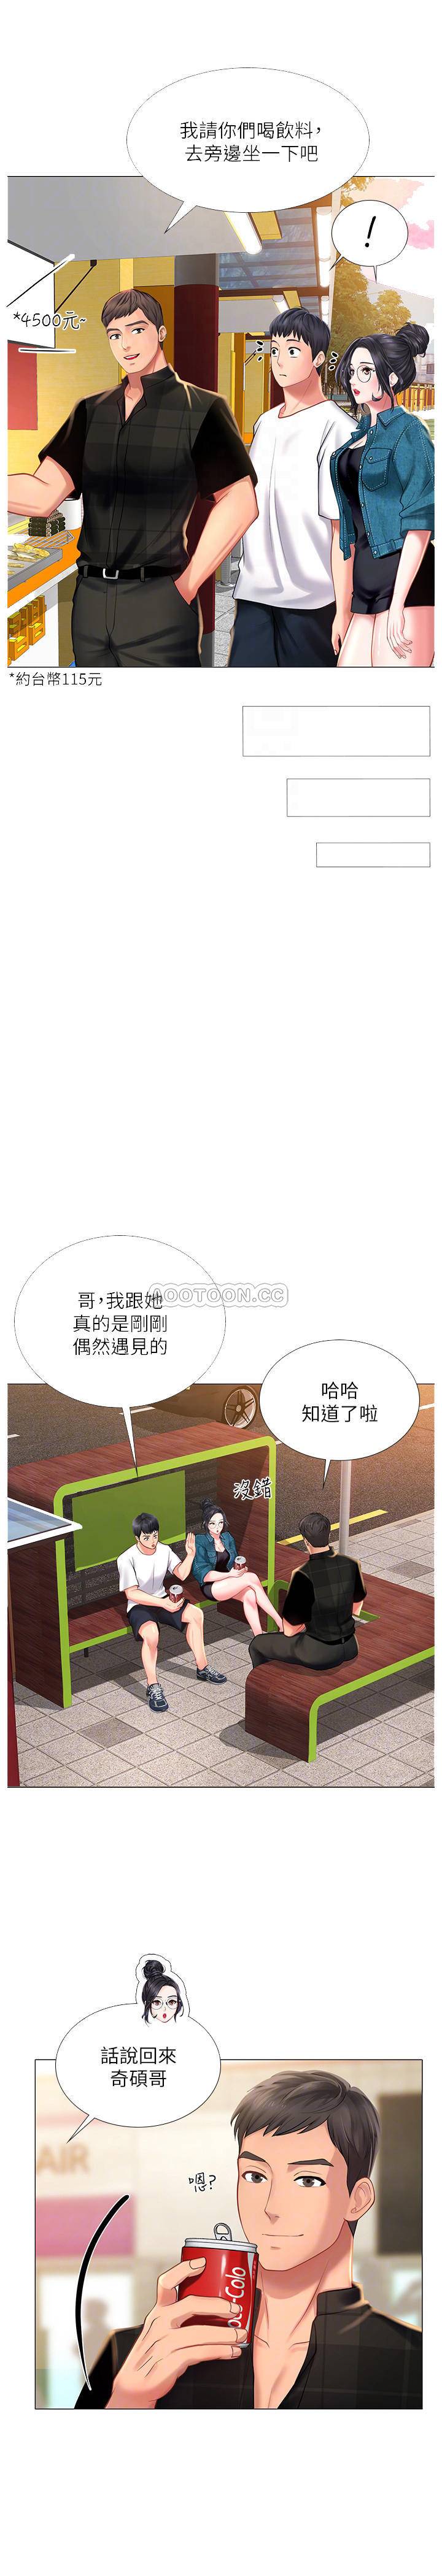 我請你們喝飲料，
去旁邊坐一下吧
!
*4500元~
*約台幣115元
AOOTOON.CC
哥，我跟她
真的是剛剛
偶然遇見的
哈哈
知道了啦
沒錯
話說回來
奇碩哥
嗯?
AIR
-Colo